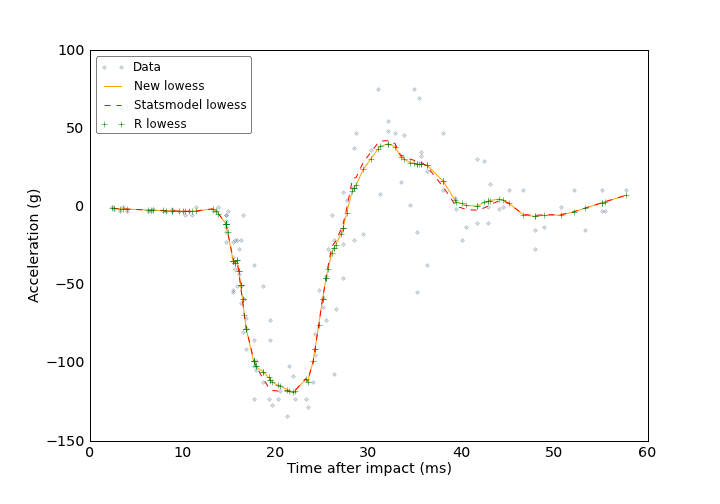 100
50
0
−50
−100
−150
Acceleration (g)
Data
New lowess
Statsmodel lowess
R lowess
0 10 20 30 40 50 60
Time after impact (ms)